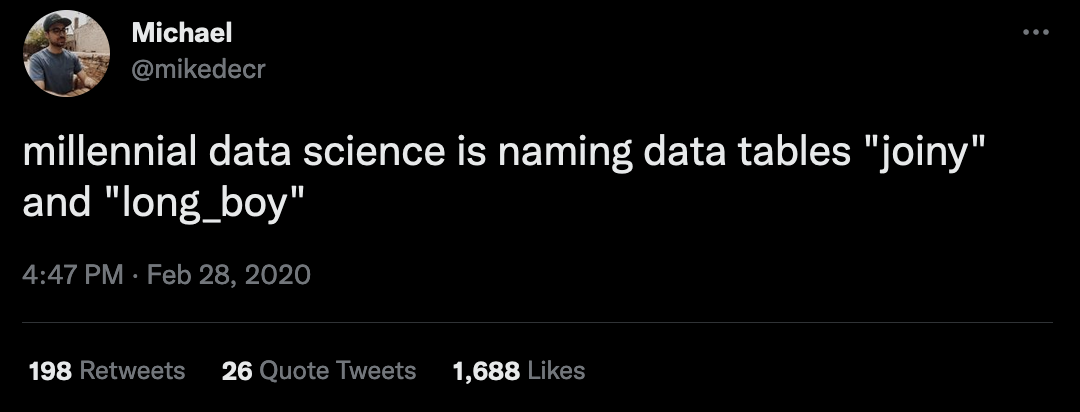 Michael
@mikedecr
millennial data science is naming data tables "joiny"
and "long_boy"
4:47 PM · Feb 28, 2020
198 Retweets 26 Quote Tweets 1,688 Likes